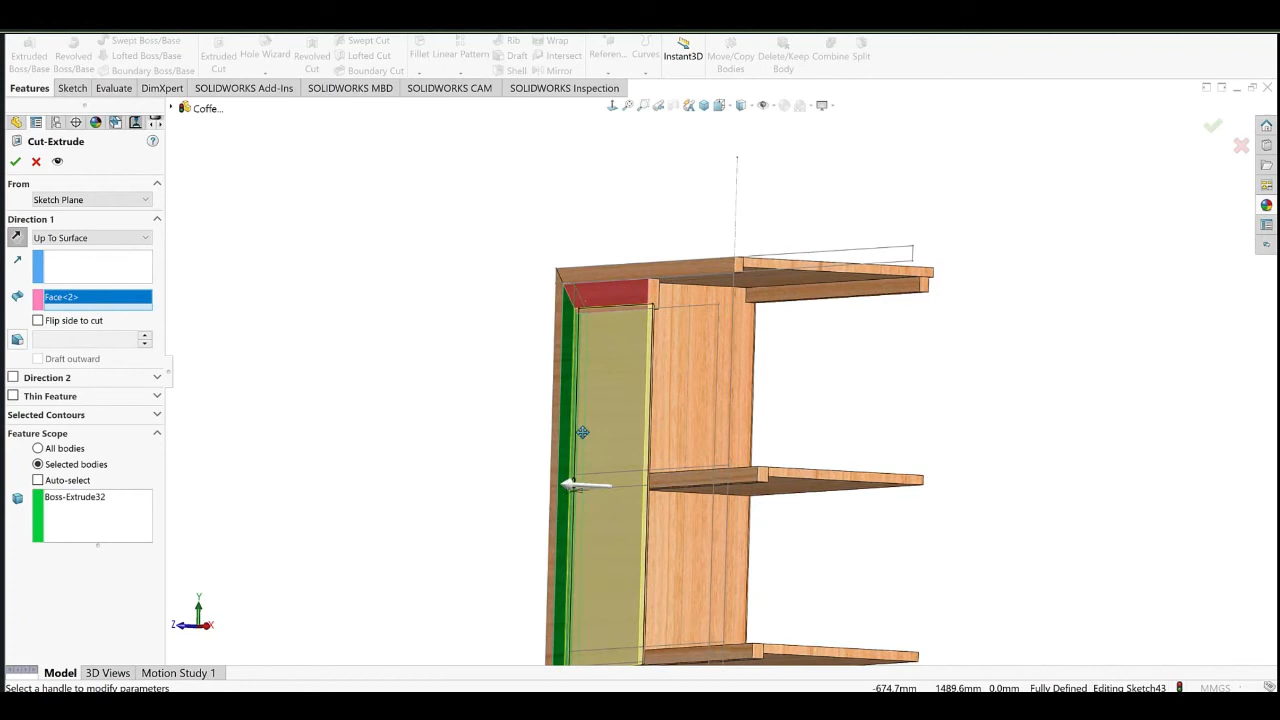 Extruded Boss/Base
Revolved Boss/Base
Swept Boss/Base
Lofted Boss/Base
Boundary Boss/Base
Extruded Cut
Hole Wizard
Revolved Cut
Swept Cut
Lofted Cut
Boundary Cut
Fillet
Linear Pattern
Rib
Draft
Shell
Wrap
Intersect
Mirror
Referen...
Curves
Instant3D
Move/Copy Bodies
Delete/Keep Body
Combine
Split
Features
Sketch
Evaluate
DimXpert
SOLIDWORKS Add-Ins
SOLIDWORKS MBD
SOLIDWORKS CAM
SOLIDWORKS Inspection
Coffe...
Cut-Extrude
From
Sketch Plane
Direction 1
Up To Surface
Face<2>
Flip side to cut
Draft outward
Direction 2
Thin Feature
Selected Contours
Feature Scope
All bodies
Selected bodies
Auto-select
Boss-Extrude32
Y
Z
X
Model
3D Views
Motion Study 1
Select a handle to modify parameters
-674.7mm
1489.6mm
0.0mm
Fully Defined
Editing Sketch43
MMGS